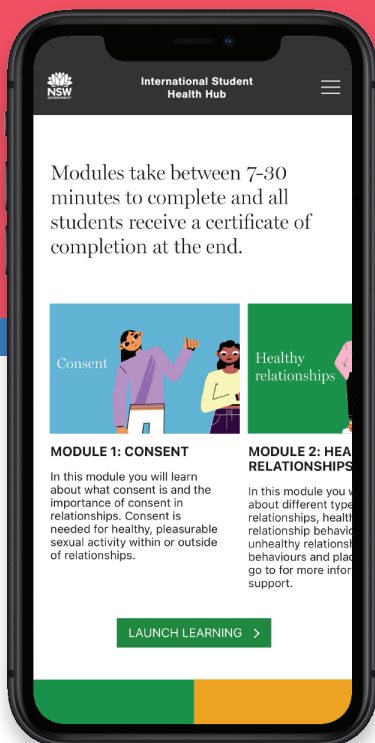 NSW
GOVERNMENT
International Student
Health Hub
Modules take between 7-30
minutes to complete and all
students receive a certificate of
completion at the end.
Consent
Healthy
relationships
MODULE 1: CONSENT
In this module you will learn
about what consent is and the
importance of consent in
relationships. Consent is
needed for healthy, pleasurable
sexual activity within or outside
of relationships.
MODULE 2: HEA
RELATIONSHIPS
In this module you
about different type
relationships, health
relationship behavio
unhealthy relationsh
behaviours and plac
go to for more infor
support.
LAUNCH LEARNING >